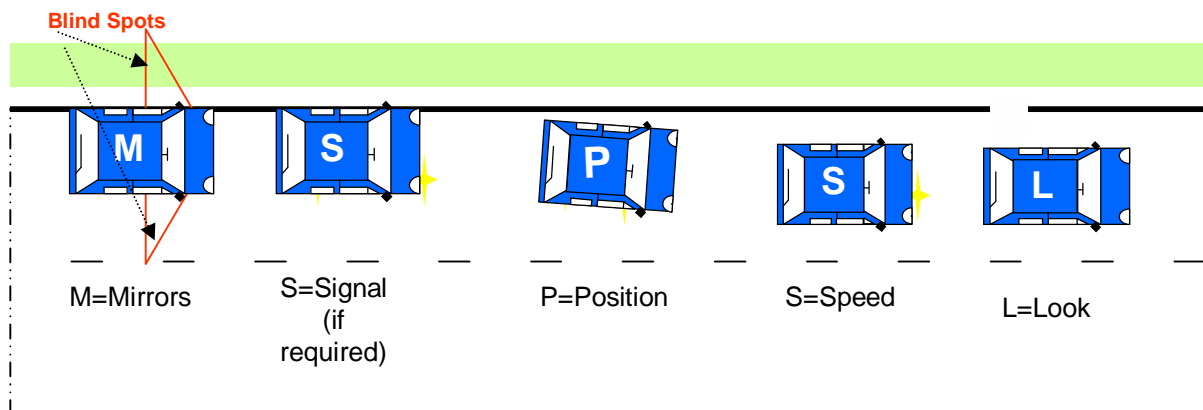 Blind Spots
M
S
P
S
L
M=Mirrors
S=Signal
(if
required)
P=Position
S=Speed
L=Look